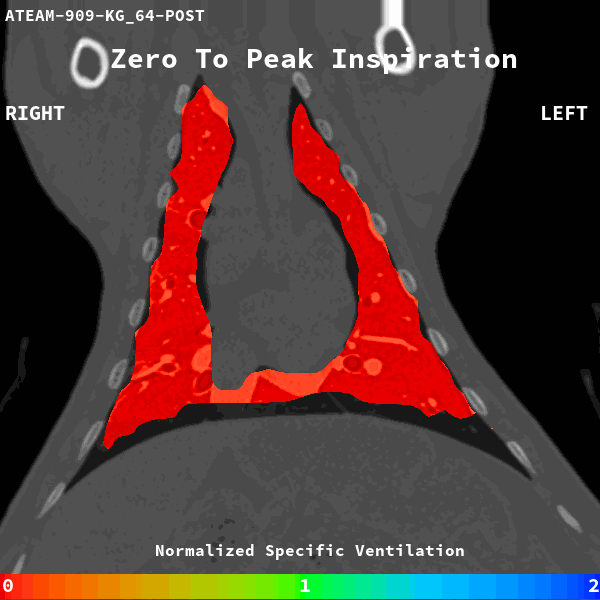 ATEAM-909-KG_64-POST
Zero To Peak Inspiration
RIGHT LEFT
Normalized Specific Ventilation
0 1 2